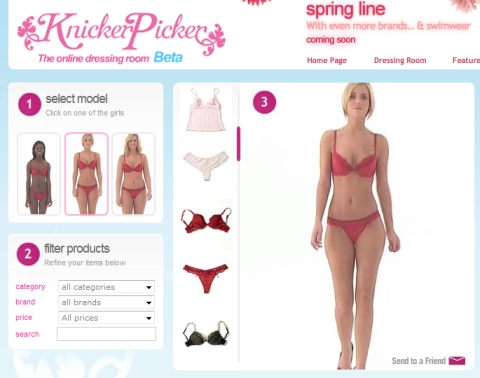 KnickerPicker
The online dressing room Beta
spring line
With even more brands.. & swimwear
coming soon
Home Page
Dressing Room
Feature
1
select model
Click on one of the girls
2
filter products
Refine your items below
category
all categories
brand
all brands
price
All prices
search
3
Send to a Friend